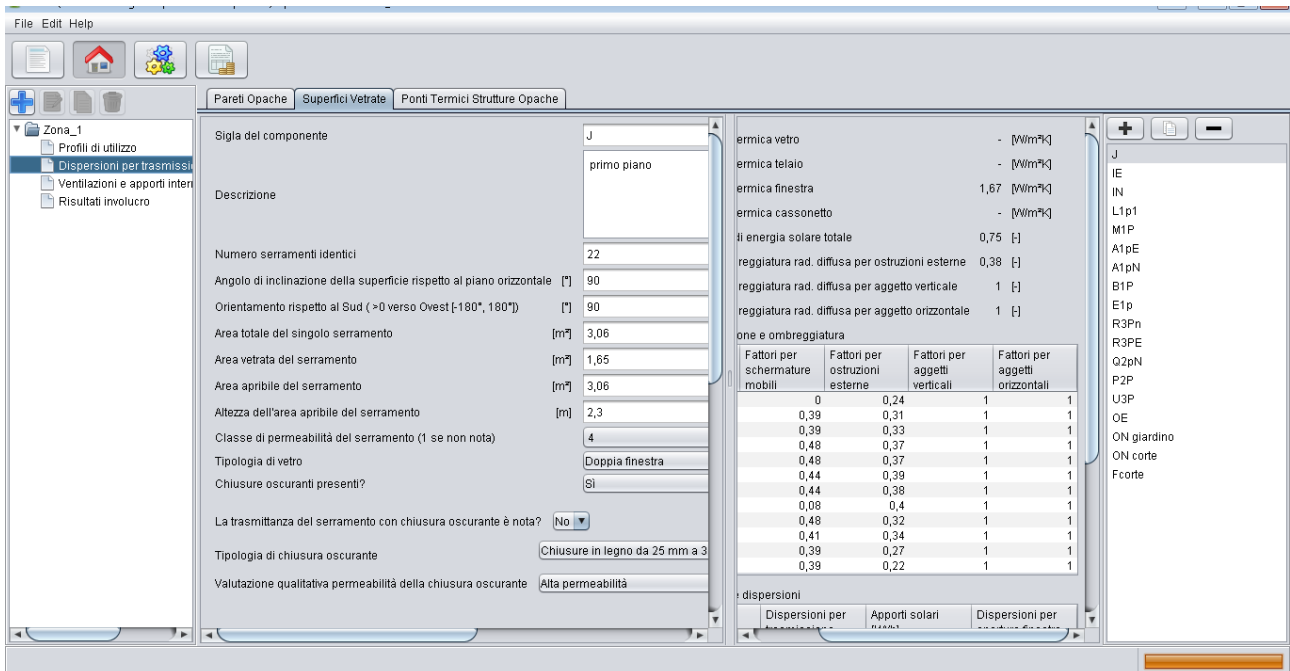 File Edit Help
Pareti Opache Superfici Vetrate Ponti Termici Strutture Opache
Zona_1
Profili di utilizzo
Dispersioni per trasmissi
Ventilazioni e apporti inter
Risultati involucro
Sigla del componente J
Descrizione primo piano
Numero serramenti identici 22
Angolo di inclinazione della superficie rispetto al piano orizzontale [°] 90
Orientamento rispetto al Sud ( >0 verso Ovest [-180°, 180°]) [°] 90
Area totale del singolo serramento [m²] 3,06
Area vetrata del serramento [m²] 1,65
Area apribile del serramento [m²] 3,06
Altezza dell'area apribile del serramento [m] 2,3
Classe di permeabilità del serramento (1 se non nota) 4
Tipologia di vetro Doppia finestra
Chiusure oscuranti presenti? Sì
La trasmittanza del serramento con chiusura oscurante è nota? No
Tipologia di chiusura oscurante Chiusure in legno da 25 mm a 3
Valutazione qualitativa permeabilità della chiusura oscurante Alta permeabilità
ermica vetro - [W/m²K]
ermica telaio - [W/m²K]
ermica finestra 1,67 [W/m²K]
ermica cassonetto - [W/m²K]
di energia solare totale 0,75 [-]
reggiatura rad. diffusa per ostruzioni esterne 0,38 [-]
reggiatura rad. diffusa per aggetto verticale 1 [-]
reggiatura rad. diffusa per aggetto orizzontale 1 [-]
one e ombreggiatura
Fattori per Fattori per Fattori per Fattori per
schermature ostruzioni aggetti aggetti
mobili esterne verticali orizzontali
0 0,24 1 1
0,39 0,31 1 1
0,39 0,33 1 1
0,48 0,37 1 1
0,48 0,37 1 1
0,44 0,39 1 1
0,44 0,38 1 1
0,08 0,4 1 1
0,48 0,32 1 1
0,41 0,34 1 1
0,39 0,27 1 1
0,39 0,22 1 1
e dispersioni
Dispersioni per Apporti solari Dispersioni per
J
IE
IN
L1p1
M1P
A1pE
A1pN
B1P
E1p
R3Pn
R3PE
Q2pN
P2P
U3P
OE
ON giardino
ON corte
Fcorte